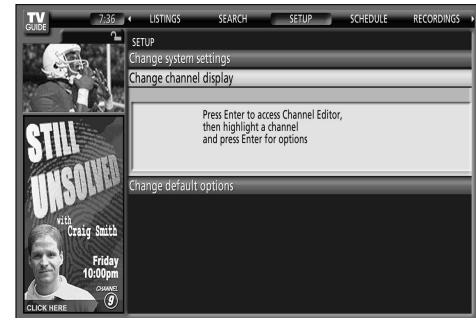 TV
GUIDE
7:36
LISTINGS
SEARCH
SETUP
SCHEDULE
RECORDINGS
SETUP
Change system settings
Change channel display
Press Enter to access Channel Editor,
then highlight a channel
and press Enter for options
Change default options
STILL
UNSOLVED
with
Craig Smith
Friday
10:00pm
CHANNEL
9
CLICK HERE